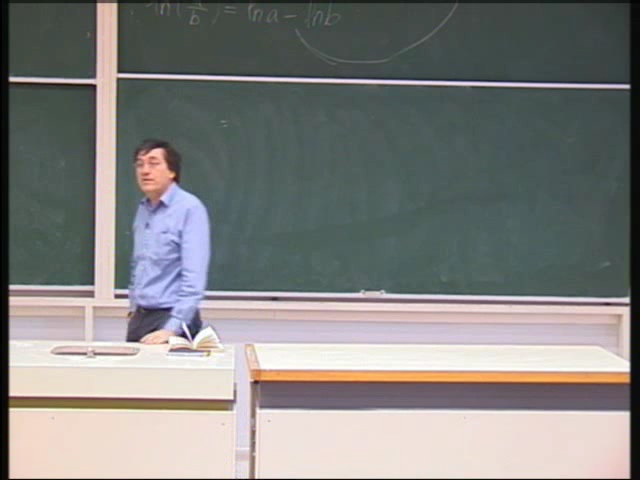 ln(a/b) = ln a - ln b